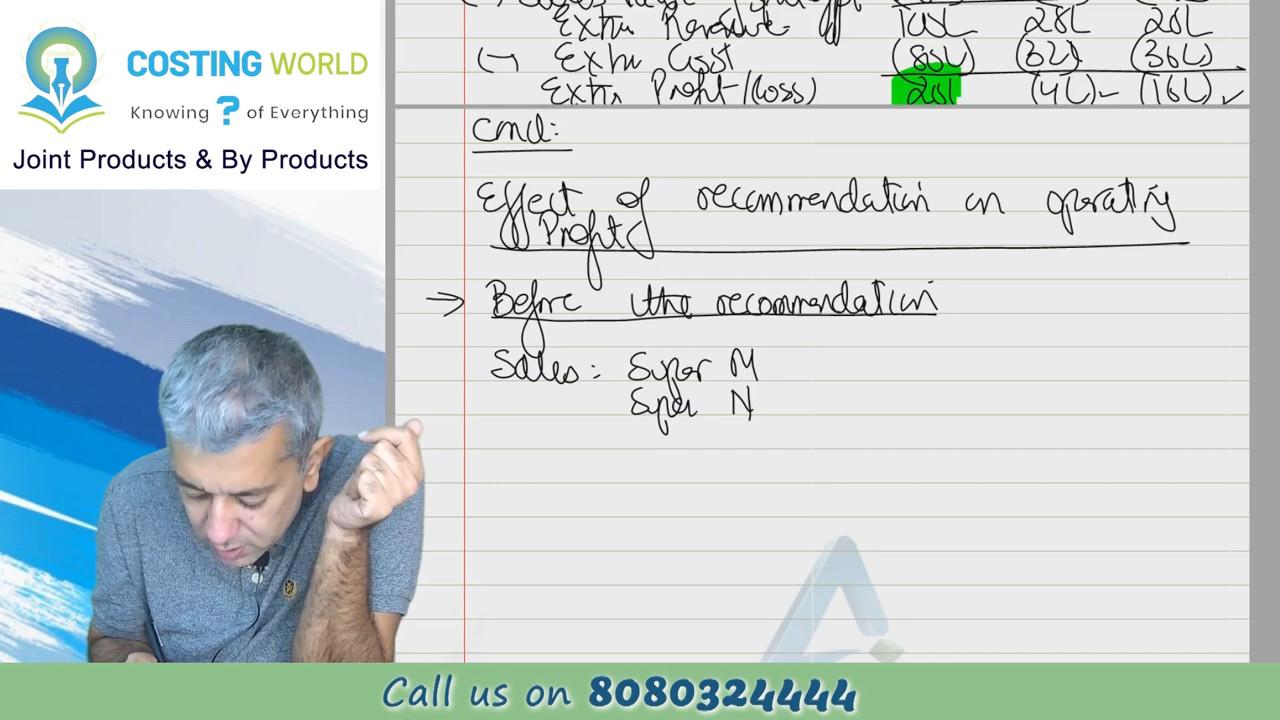 COSTING WORLD
Knowing ? of Everything
Joint Products & By Products
Extra Revenue 100L 28L 20L
(-) Extra Cost (80L) (32L) (36L)
Extra Profit/(Loss) 20L (4L) (16L)
Effect of recommendation on operating
Profit
→ Before the recommendation
Sales: Super M
Super N
Call us on 8080324444